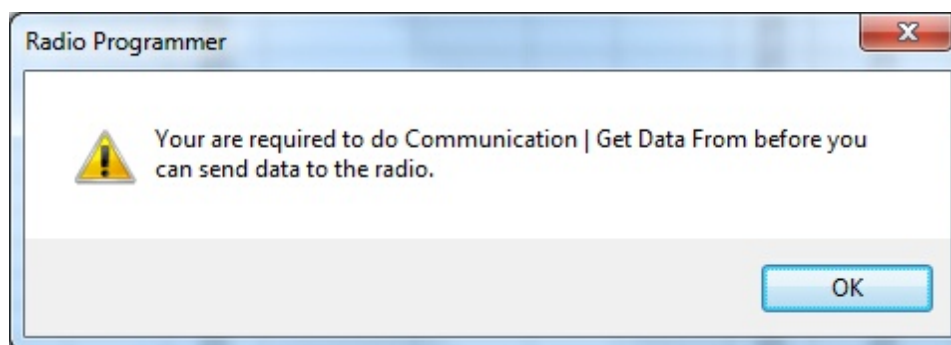 Radio Programmer
Your are required to do Communication | Get Data From before you
can send data to the radio.
OK